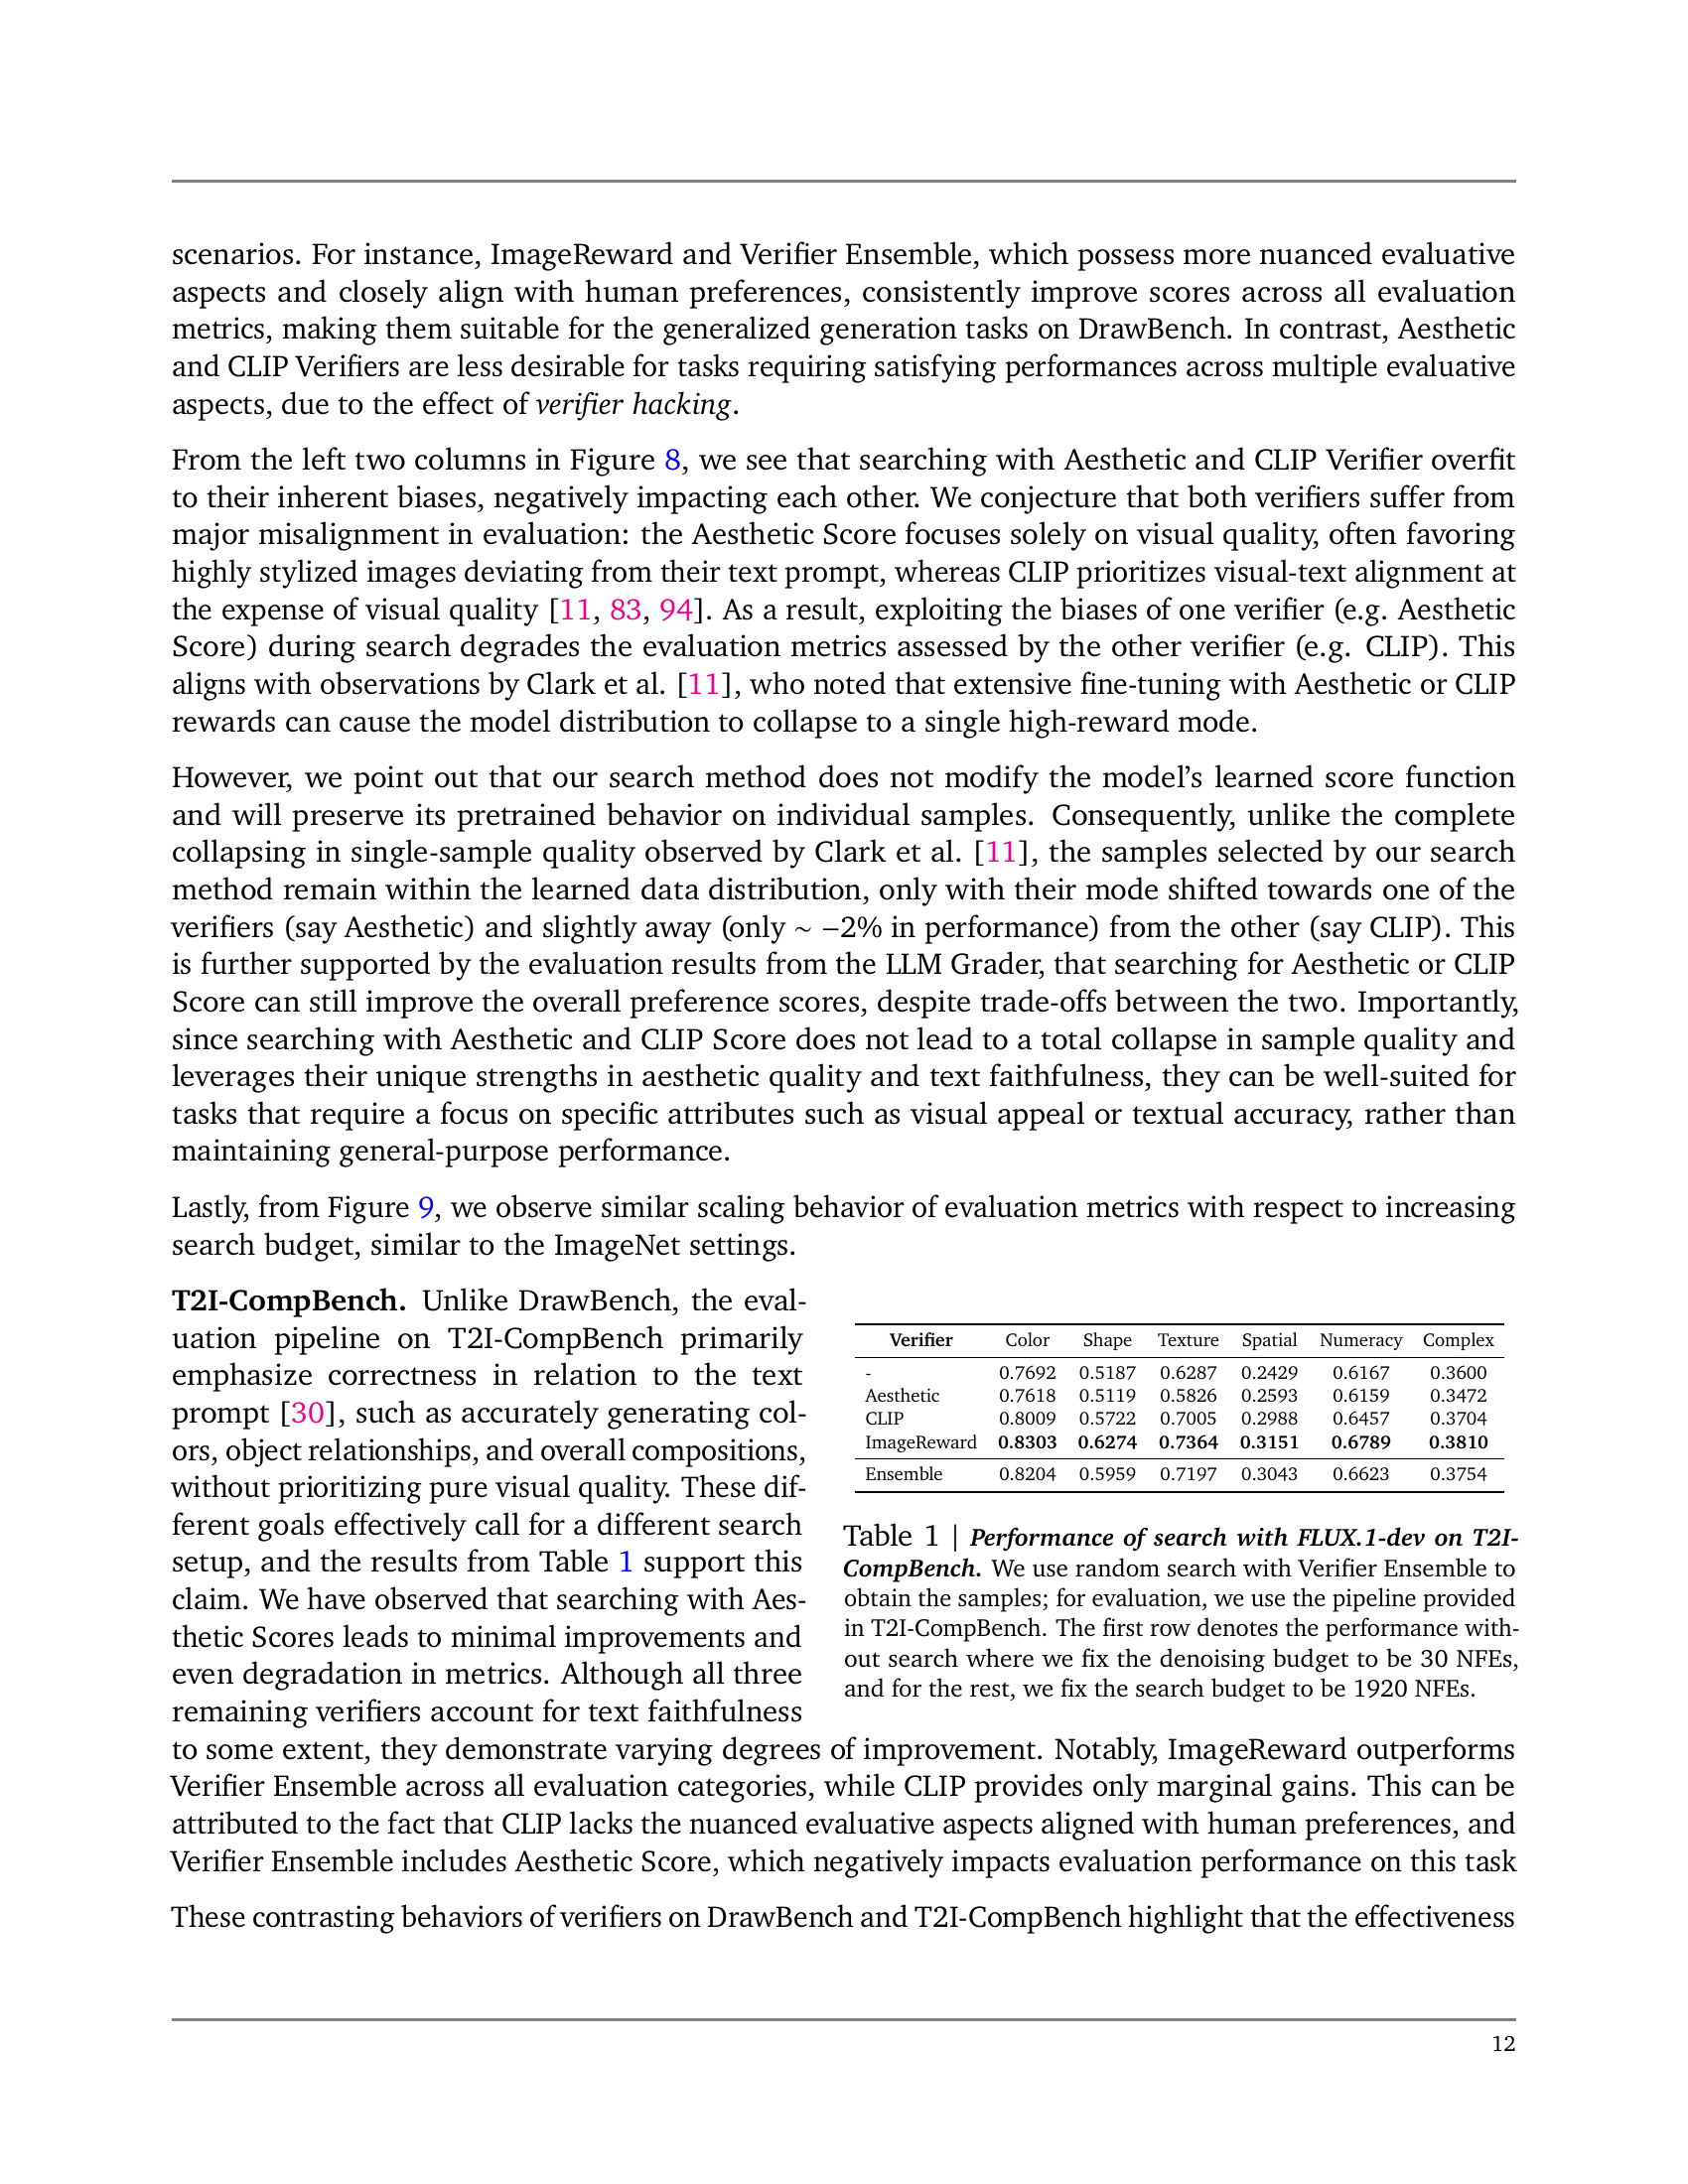 scenarios. For instance, ImageReward and Verifier Ensemble, which possess more nuanced evaluative
aspects and closely align with human preferences, consistently improve scores across all evaluation
metrics, making them suitable for the generalized generation tasks on DrawBench. In contrast, Aesthetic
and CLIP Verifiers are less desirable for tasks requiring satisfying performances across multiple evaluative
aspects, due to the effect of verifier hacking.
From the left two columns in Figure 8, we see that searching with Aesthetic and CLIP Verifier overfit
to their inherent biases, negatively impacting each other. We conjecture that both verifiers suffer from
major misalignment in evaluation: the Aesthetic Score focuses solely on visual quality, often favoring
highly stylized images deviating from their text prompt, whereas CLIP prioritizes visual-text alignment at
the expense of visual quality [11, 83, 94]. As a result, exploiting the biases of one verifier (e.g. Aesthetic
Score) during search degrades the evaluation metrics assessed by the other verifier (e.g. CLIP). This
aligns with observations by Clark et al. [11], who noted that extensive fine-tuning with Aesthetic or CLIP
rewards can cause the model distribution to collapse to a single high-reward mode.
However, we point out that our search method does not modify the model's learned score function
and will preserve its pretrained behavior on individual samples. Consequently, unlike the complete
collapsing in single-sample quality observed by Clark et al. [11], the samples selected by our search
method remain within the learned data distribution, only with their mode shifted towards one of the
verifiers (say Aesthetic) and slightly away (only ∼ −2% in performance) from the other (say CLIP). This
is further supported by the evaluation results from the LLM Grader, that searching for Aesthetic or CLIP
Score can still improve the overall preference scores, despite trade-offs between the two. Importantly,
since searching with Aesthetic and CLIP Score does not lead to a total collapse in sample quality and
leverages their unique strengths in aesthetic quality and text faithfulness, they can be well-suited for
tasks that require a focus on specific attributes such as visual appeal or textual accuracy, rather than
maintaining general-purpose performance.
Lastly, from Figure 9, we observe similar scaling behavior of evaluation metrics with respect to increasing
search budget, similar to the ImageNet settings.
T2I-CompBench. Unlike DrawBench, the eval-
uation pipeline on T2I-CompBench primarily
emphasize correctness in relation to the text
prompt [30], such as accurately generating col-
ors, object relationships, and overall compositions,
without prioritizing pure visual quality. These dif-
ferent goals effectively call for a different search
setup, and the results from Table 1 support this
claim. We have observed that searching with Aes-
thetic Scores leads to minimal improvements and
even degradation in metrics. Although all three
remaining verifiers account for text faithfulness
Verifier Color Shape Texture Spatial Numeracy Complex
- 0.7692 0.5187 0.6287 0.2429 0.6167 0.3600
Aesthetic 0.7618 0.5119 0.5826 0.2593 0.6159 0.3472
CLIP 0.8009 0.5722 0.7005 0.2988 0.6457 0.3704
ImageReward 0.8303 0.6274 0.7364 0.3151 0.6789 0.3810
Ensemble 0.8204 0.5959 0.7197 0.3043 0.6623 0.3754
Table 1 | Performance of search with FLUX.1-dev on T2I-
CompBench. We use random search with Verifier Ensemble to
obtain the samples; for evaluation, we use the pipeline provided
in T2I-CompBench. The first row denotes the performance with-
out search where we fix the denoising budget to be 30 NFEs,
and for the rest, we fix the search budget to be 1920 NFEs.
to some extent, they demonstrate varying degrees of improvement. Notably, ImageReward outperforms
Verifier Ensemble across all evaluation categories, while CLIP provides only marginal gains. This can be
attributed to the fact that CLIP lacks the nuanced evaluative aspects aligned with human preferences, and
Verifier Ensemble includes Aesthetic Score, which negatively impacts evaluation performance on this task
These contrasting behaviors of verifiers on DrawBench and T2I-CompBench highlight that the effectiveness
12